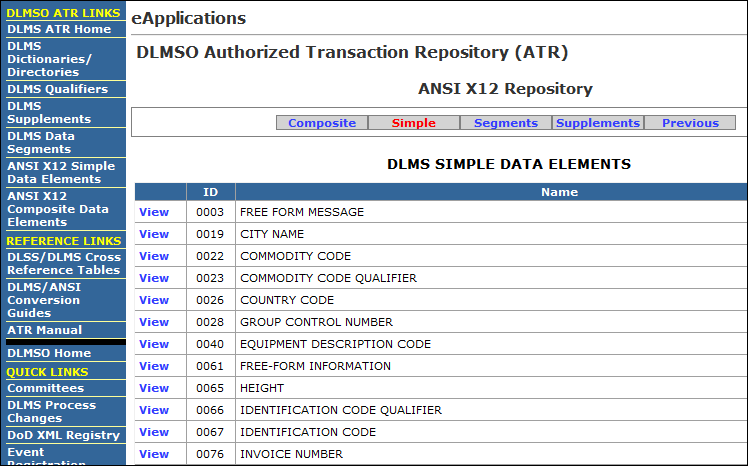 DLMSO ATR LINKS
DLMS ATR Home
DLMS
Dictionaries/
Directories
DLMS Qualifiers
DLMS
Supplements
DLMS Data
Segments
ANSI X12 Simple
Data Elements
ANSI X12
Composite Data
Elements
REFERENCE LINKS
DLSS/DLMS Cross
Reference Tables
DLMS/ANSI
Conversion
Guides
ATR Manual
DLMSO Home
QUICK LINKS
Committees
DLMS Process
Changes
DoD XML Registry
Event
Registration
eApplications
DLMSO Authorized Transaction Repository (ATR)
ANSI X12 Repository
Composite Simple Segments Supplements Previous
DLMS SIMPLE DATA ELEMENTS
ID Name
View 0003 FREE FORM MESSAGE
View 0019 CITY NAME
View 0022 COMMODITY CODE
View 0023 COMMODITY CODE QUALIFIER
View 0026 COUNTRY CODE
View 0028 GROUP CONTROL NUMBER
View 0040 EQUIPMENT DESCRIPTION CODE
View 0061 FREE-FORM INFORMATION
View 0065 HEIGHT
View 0066 IDENTIFICATION CODE QUALIFIER
View 0067 IDENTIFICATION CODE
View 0076 INVOICE NUMBER